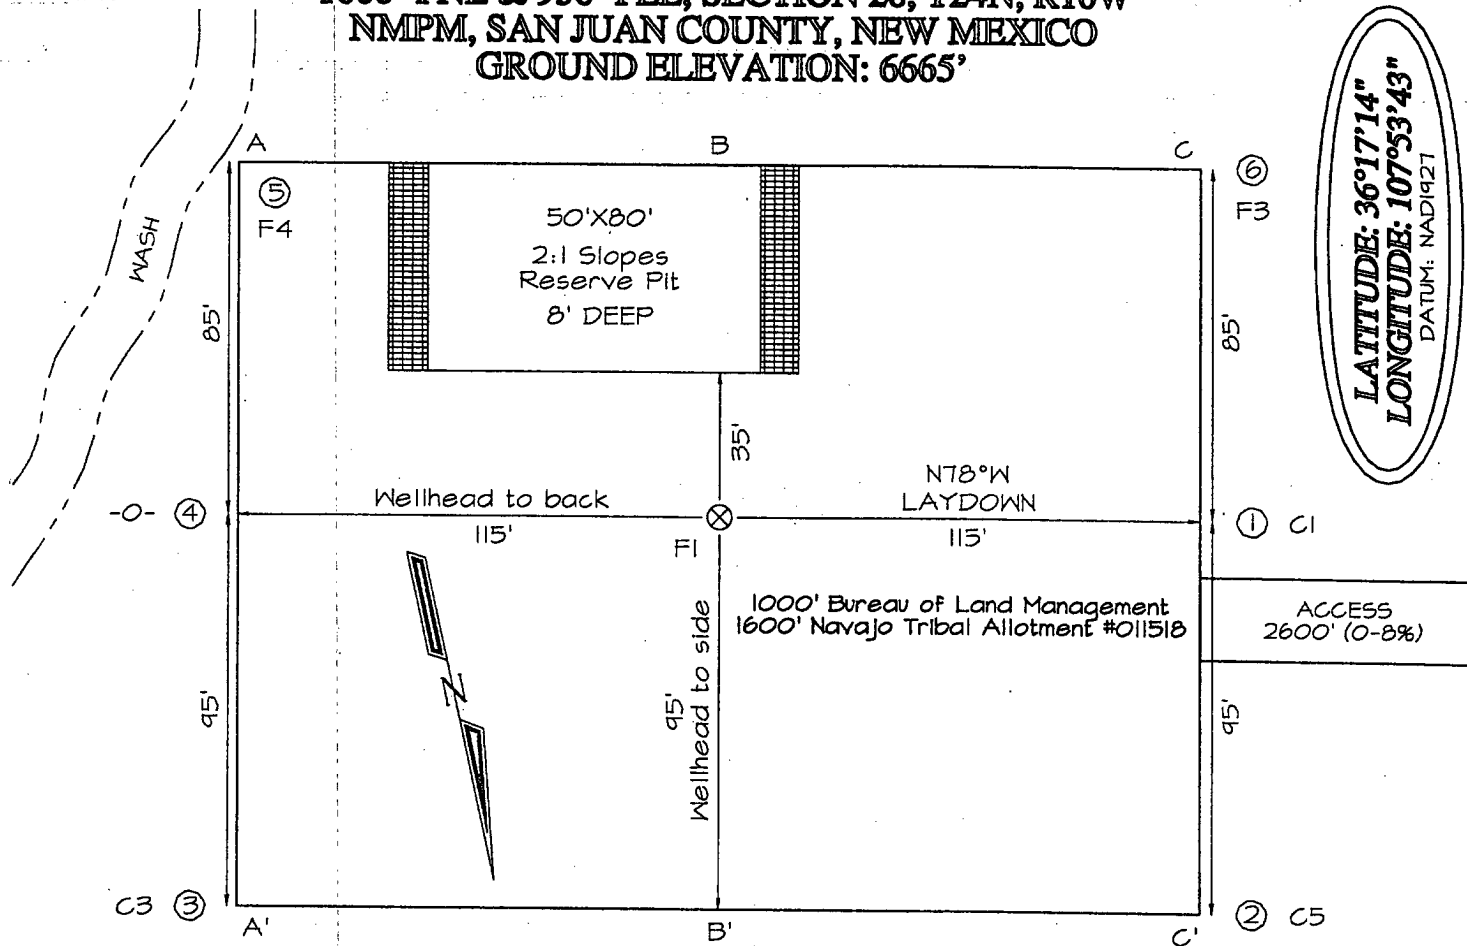 NMPM, SAN JUAN COUNTY, NEW MEXICO
GROUND ELEVATION: 6665'
LATITUDE: 36°17'14"
LONGITUDE: 107°53'43"
DATUM: NAD1927
A
B
C
⑤
F4
⑥
F3
WASH
50'X80'
2:1 Slopes
Reserve Pit
8' DEEP
85'
85'
35'
N78°W
LAYDOWN
Wellhead to back
-0- ④
115'
F1
115'
① C1
1000' Bureau of Land Management
1600' Navajo Tribal Allotment #011518
ACCESS
2600' (0-8%)
95'
95'
Wellhead to side
95'
N
C3 ③
A'
B'
C'
② C5